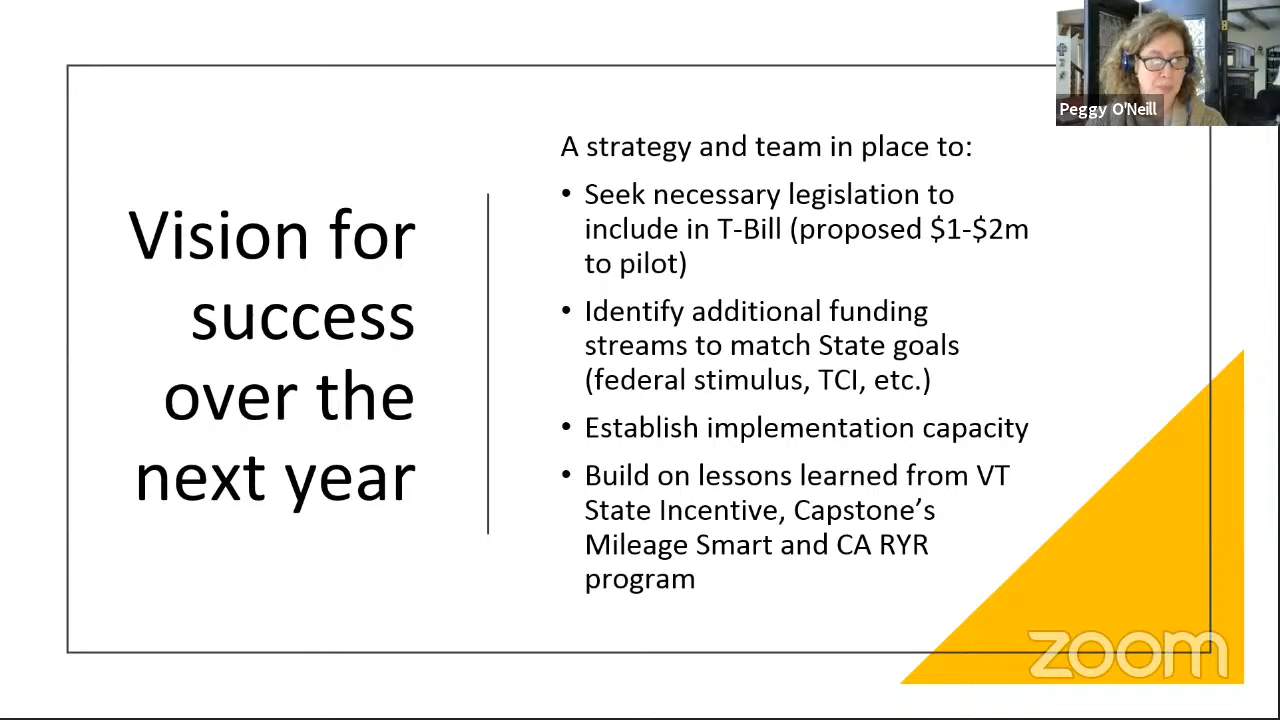 Peggy O'Neill
Vision for
success
over the
next year
A strategy and team in place to:
• Seek necessary legislation to
include in T-Bill (proposed $1-$2m
to pilot)
• Identify additional funding
streams to match State goals
(federal stimulus, TCI, etc.)
• Establish implementation capacity
• Build on lessons learned from VT
State Incentive, Capstone’s
Mileage Smart and CA RYR
program
zoom